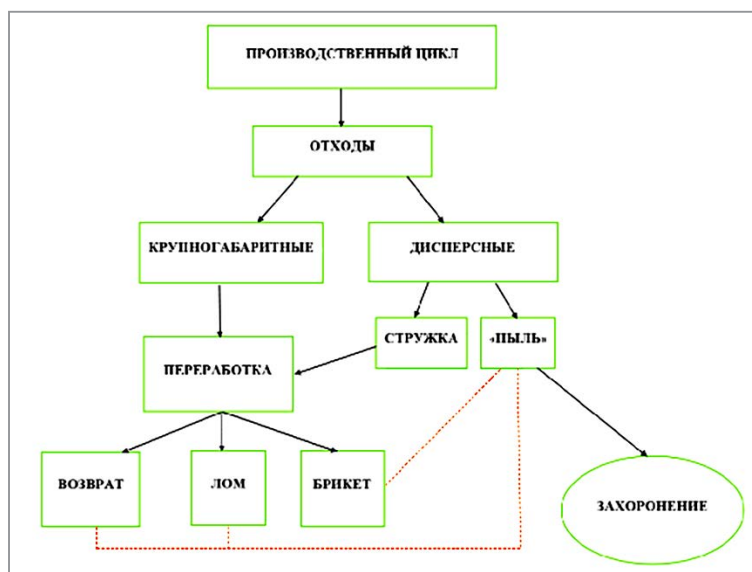 ПРОИЗВОДСТВЕННЫЙ ЦИКЛ
ОТХОДЫ
КРУПНОГАБАРИТНЫЕ
ДИСПЕРСНЫЕ
СТРУЖКА
«ПЫЛЬ»
ПЕРЕРАБОТКА
ВОЗВРАТ
ЛОМ
БРИКЕТ
ЗАХОРОНЕНИЕ